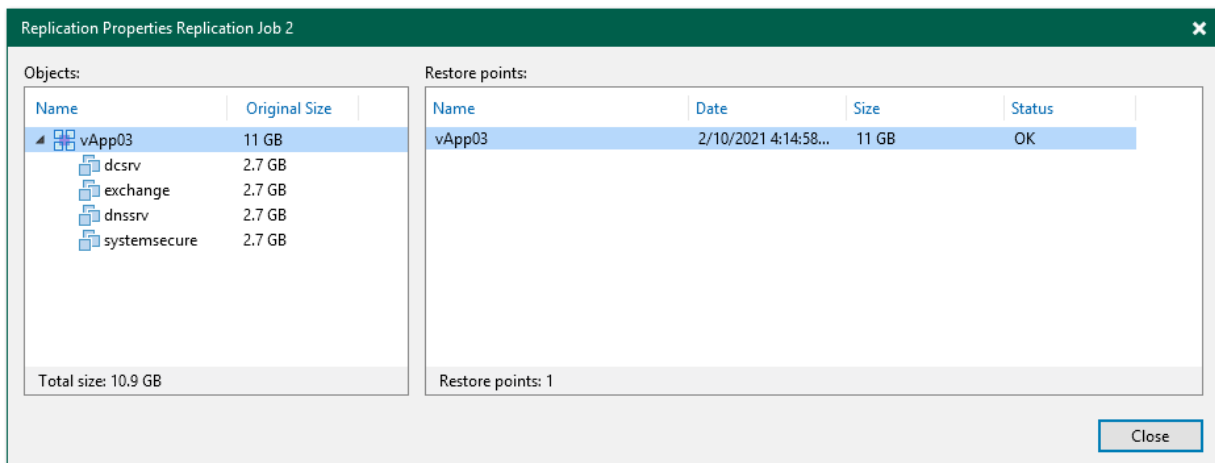 Replication Properties Replication Job 2
Objects:
Restore points:
Name Original Size
Name Date Size Status
vApp03 11 GB
vApp03 2/10/2021 4:14:58... 11 GB OK
dcsrv 2.7 GB
exchange 2.7 GB
dnssrv 2.7 GB
systemsecure 2.7 GB
Total size: 10.9 GB
Restore points: 1
Close